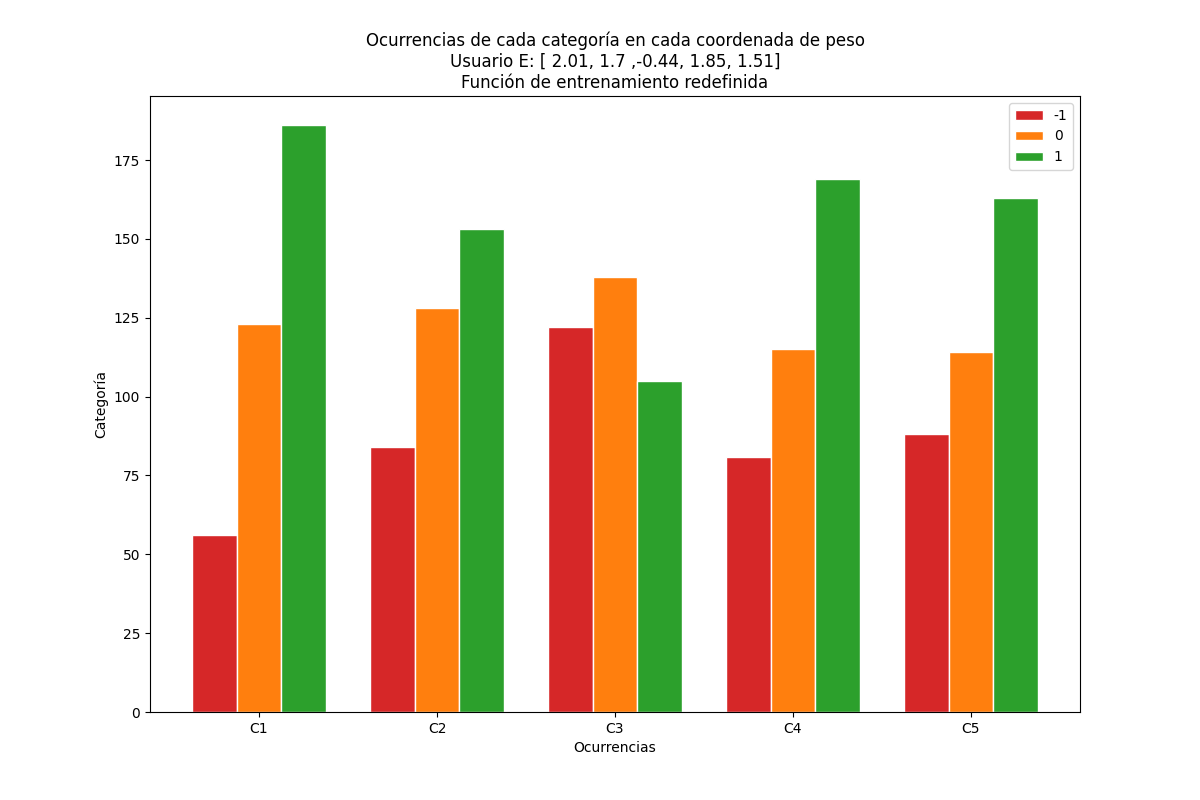 Ocurrencias de cada categoría en cada coordenada de peso
Usuario E: [ 2.01, 1.7 ,-0.44, 1.85, 1.51]
Función de entrenamiento redefinida
-1
0
1
175
150
125
100
75
50
25
0
Categoría
C1 C2 C3 C4 C5
Ocurrencias